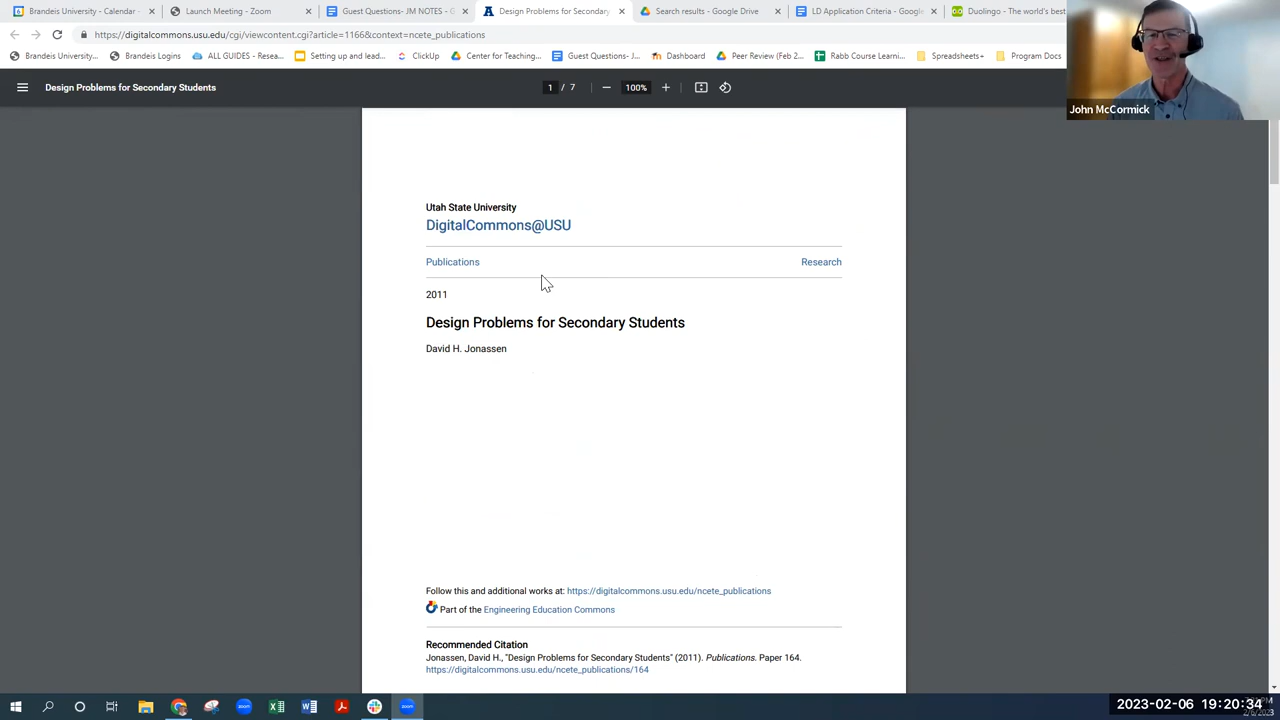 Brandeis University - Calendar -
Launch Meeting - Zoom
Guest Questions- JM NOTES - G
Design Problems for Secondary
Search results - Google Drive
LD Application Criteria - Google
Duolingo - The world's best
https://digitalcommons.usu.edu/cgi/viewcontent.cgi?article=1166&context=ncete_publications
Brandeis University...
Brandeis Logins
ALL GUIDES - Resea...
Setting up and lead...
ClickUp
Center for Teaching...
Guest Questions- J...
Dashboard
Peer Review (Feb 2...
Rabb Course Learni...
Spreadsheets+
Program Docs
Design Problems for Secondary Students
1 / 7
100%
John McCormick
Utah State University
DigitalCommons@USU
Publications
Research
2011
Design Problems for Secondary Students
David H. Jonassen
Follow this and additional works at: https://digitalcommons.usu.edu/ncete_publications
Part of the Engineering Education Commons
Recommended Citation
Jonassen, David H., "Design Problems for Secondary Students" (2011). Publications. Paper 164.
https://digitalcommons.usu.edu/ncete_publications/164
2023-02-06 19:20:34